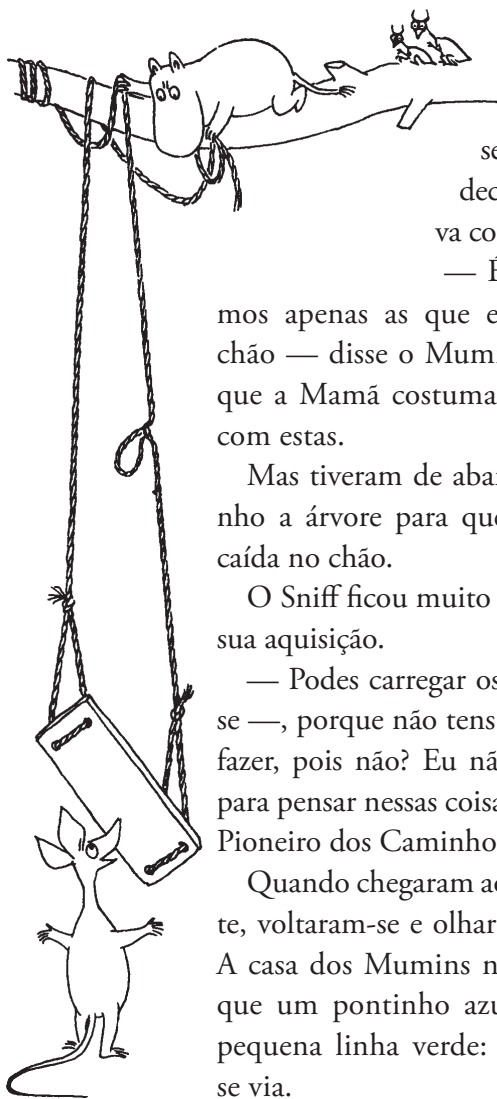 se
dec
va co
— É
mos apenas as que e
chão — disse o Mum
que a Mamã costuma
com estas.
Mas tiveram de aba
nho a árvore para que
caída no chão.
O Sniff ficou muito
sua aquisição.
— Podes carregar os
se —, porque não tens
fazer, pois não? Eu nã
para pensar nessas coisa
Pioneiro dos Caminho
Quando chegaram ao
te, voltaram-se e olhar
A casa dos Mumins n
que um pontinho azu
pequena linha verde:
se via.